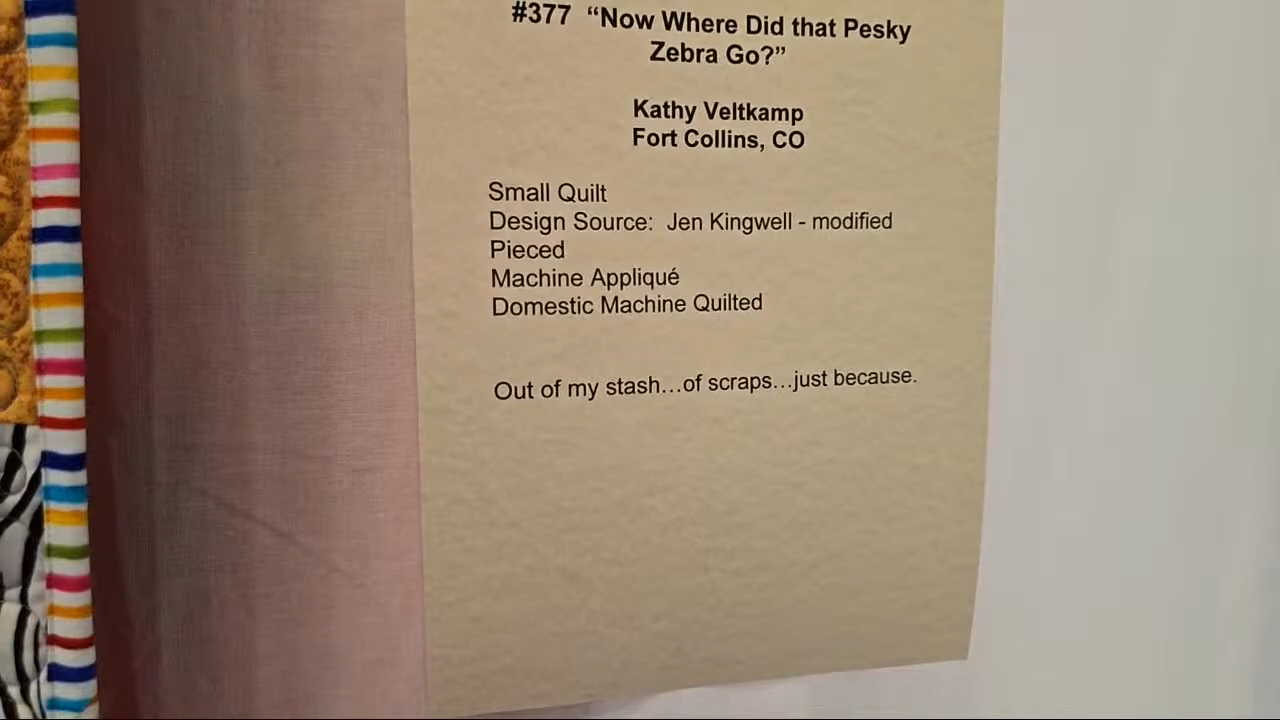 #377 “Now Where Did that Pesky
Zebra Go?”
Kathy Veltkamp
Fort Collins, CO
Small Quilt
Design Source: Jen Kingwell - modified
Pieced
Machine Appliqué
Domestic Machine Quilted
Out of my stash...of scraps...just because.